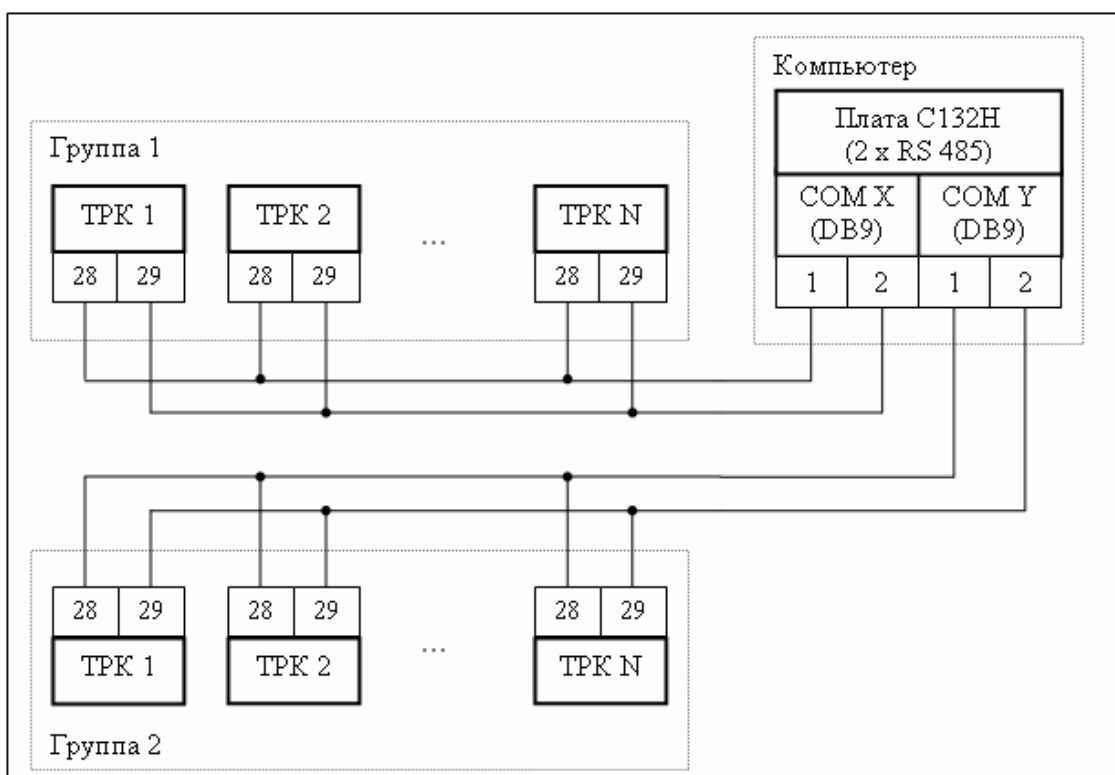 Компьютер
Плата C132H
(2 x RS 485)
COM X
(DB9)
COM Y
(DB9)
1 2 1 2
Группа 1
ТРК 1 ТРК 2 ... ТРК N
28 29 28 29 28 29
28 29 28 29 28 29
ТРК 1 ТРК 2 ... ТРК N
Группа 2